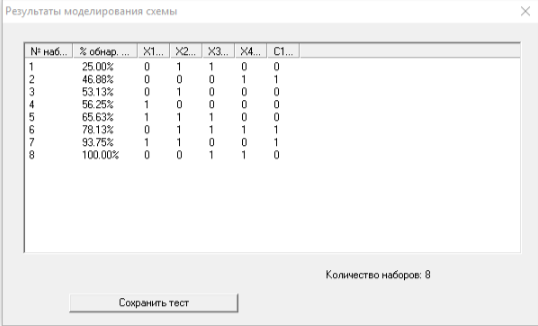 Результаты моделирования схемы
№ наб... % обнар. ... X1... X2... X3... X4... C1...
1 25.00% 0 1 1 0 0
2 46.88% 0 0 0 1 1
3 53.13% 0 1 0 0 0
4 56.25% 1 0 0 0 0
5 65.63% 1 1 1 0 0
6 78.13% 0 1 1 1 1
7 93.75% 1 1 0 0 1
8 100.00% 0 0 1 1 0
Количество наборов: 8
Сохранить тест